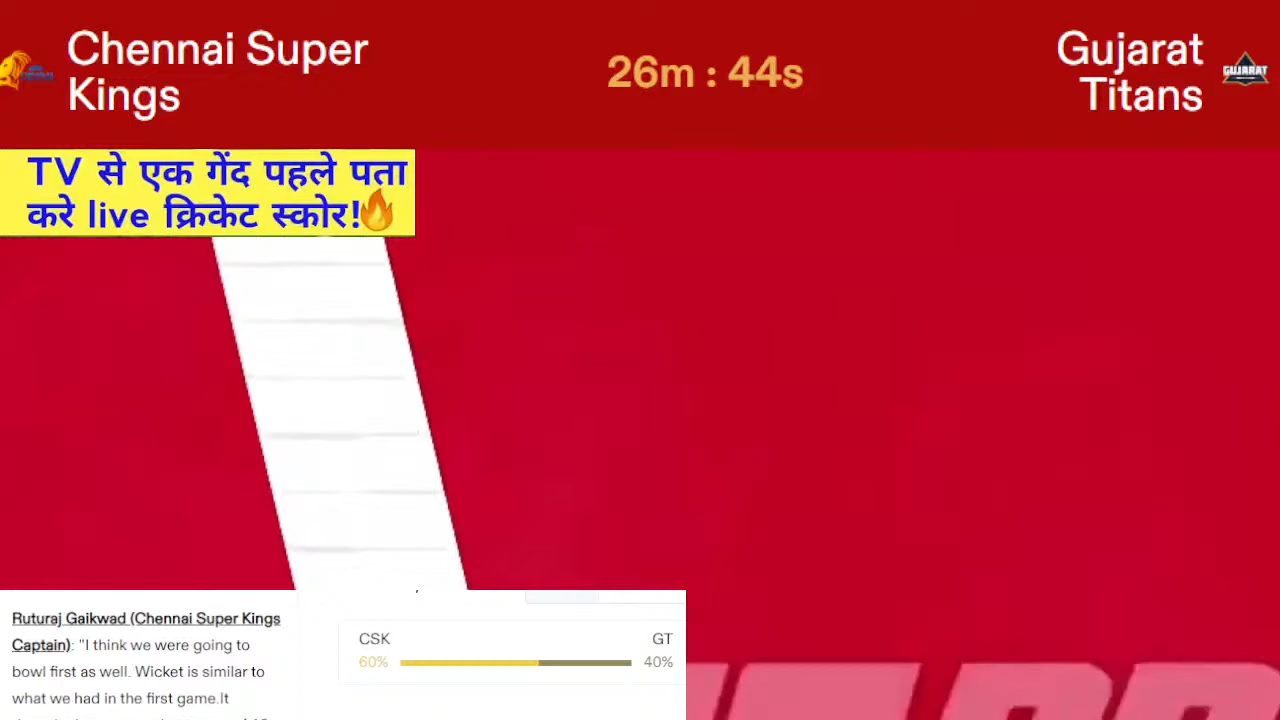 Chennai Super
Kings
26m : 44s
Gujarat
Titans
GUJARAT
TV से एक गेंद पहले पता
करे live क्रिकेट स्कोर!🔥
Ruturaj Gaikwad (Chennai Super Kings
Captain): "I think we were going to
bowl first as well. Wicket is similar to
what we had in the first game.It
CSK
GT
60%
40%